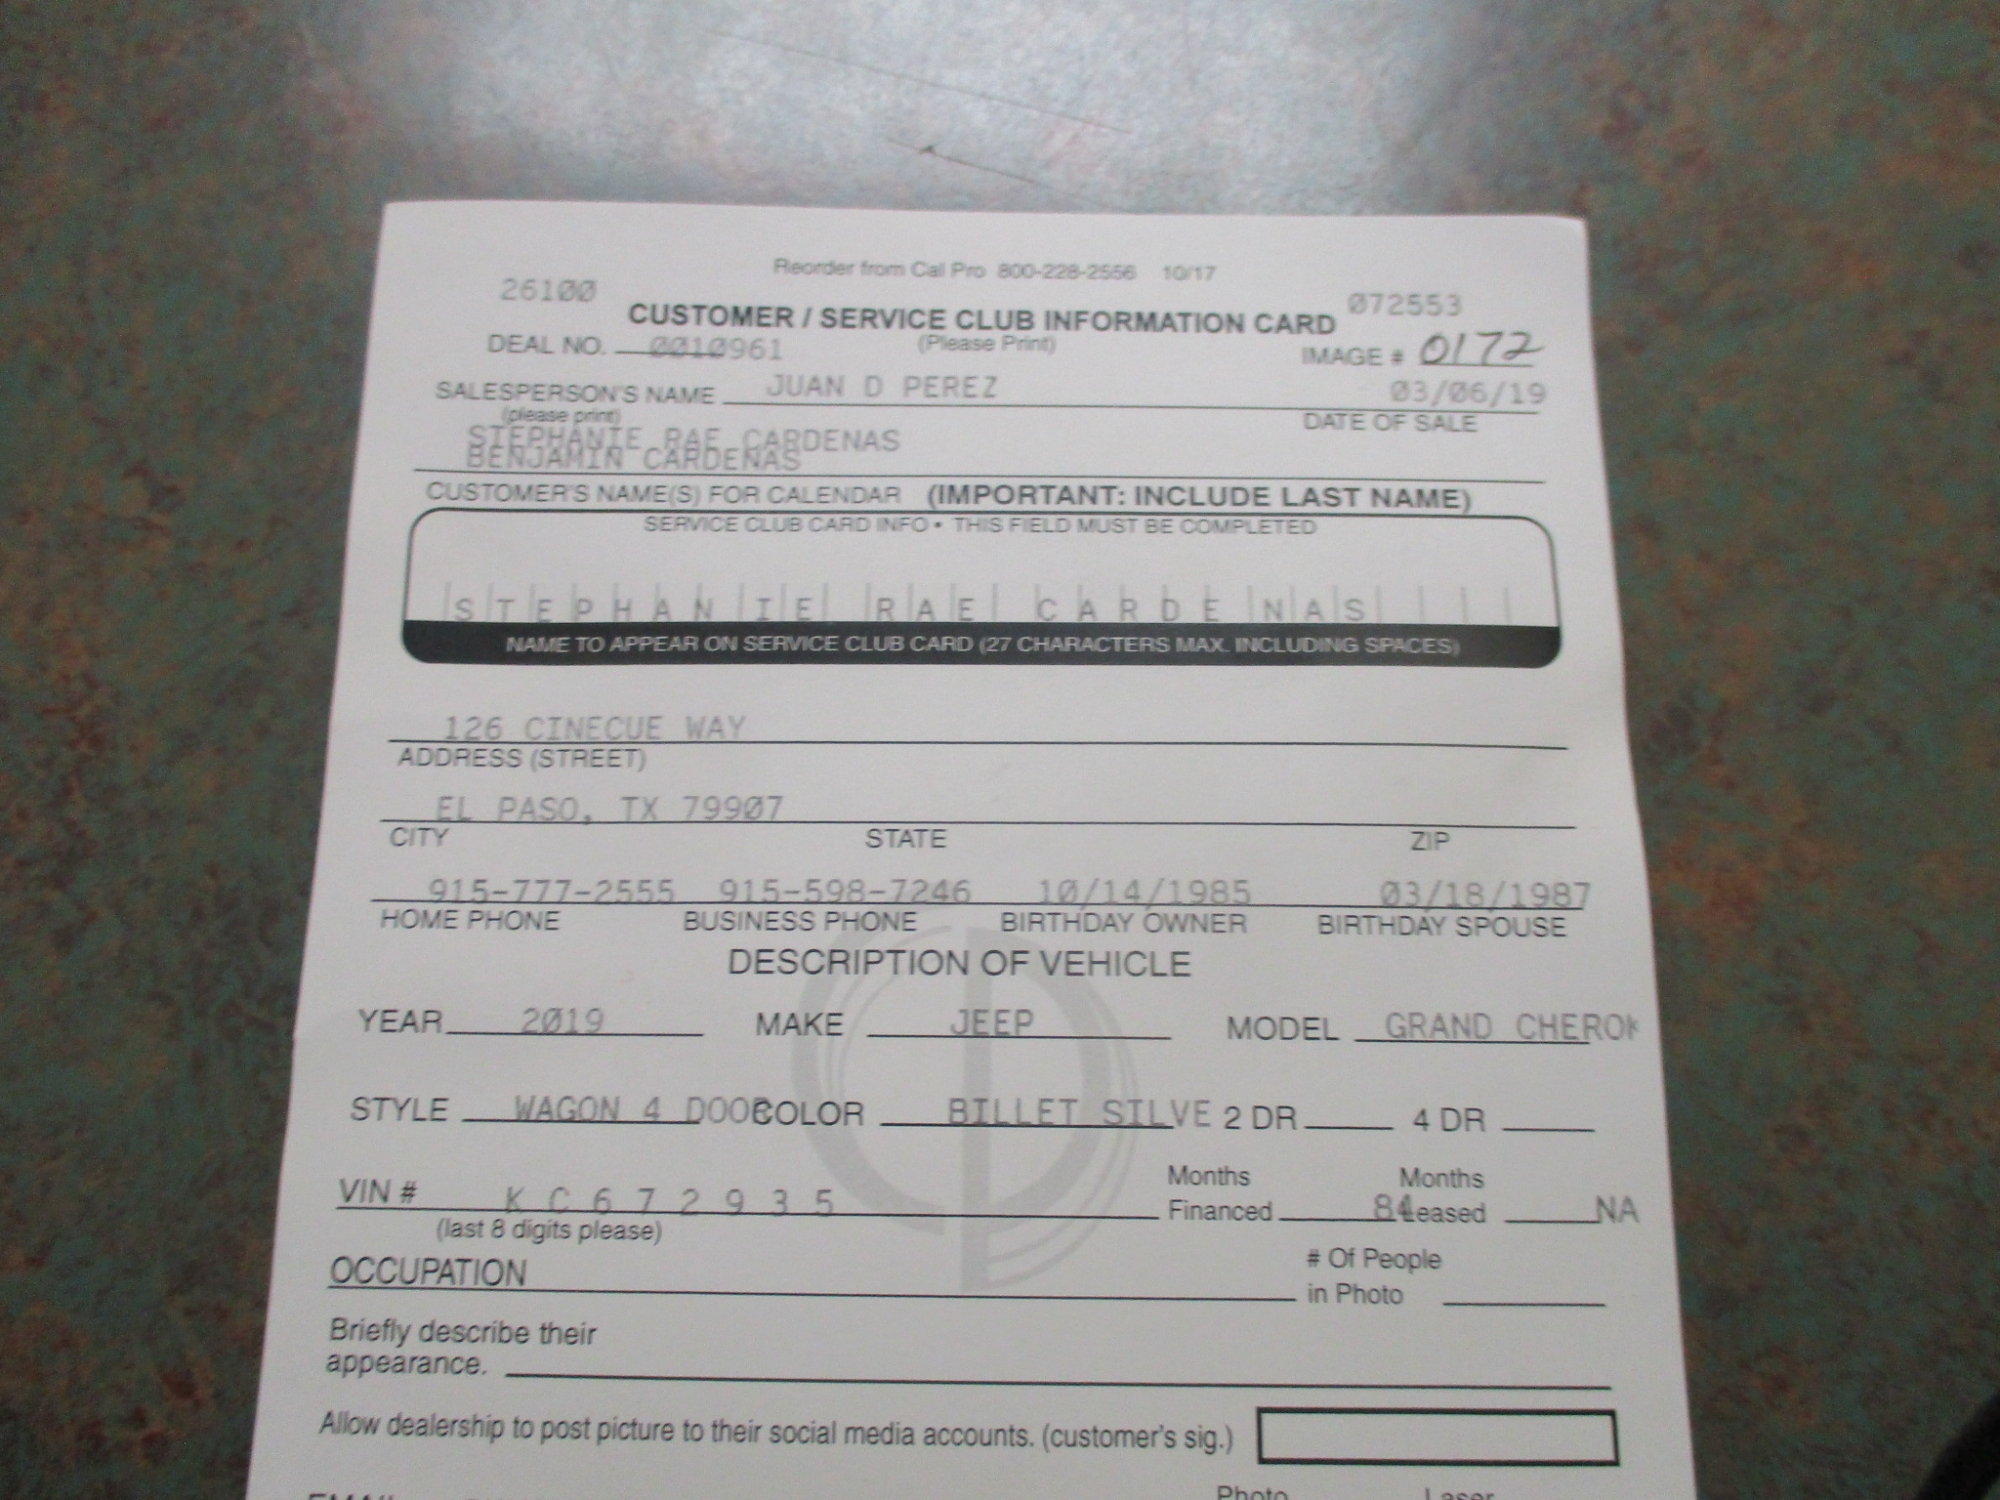 Reorder from Cal Pro 800-228-2556 10/17
26100 072553
CUSTOMER / SERVICE CLUB INFORMATION CARD
DEAL NO. 0010961 (Please Print) IMAGE # 0172
SALESPERSON'S NAME JUAN D PEREZ 03/06/19
(please print) DATE OF SALE
STEPHANIE RAE CARDENAS
BENJAMIN CARDENAS
CUSTOMER'S NAME(S) FOR CALENDAR (IMPORTANT: INCLUDE LAST NAME)
SERVICE CLUB CARD INFO • THIS FIELD MUST BE COMPLETED
STEPHANIE RAE CARDENAS
NAME TO APPEAR ON SERVICE CLUB CARD (27 CHARACTERS MAX. INCLUDING SPACES)
126 CINECUE WAY
ADDRESS (STREET)
EL PASO, TX 79907
CITY STATE ZIP
915-777-2555 915-598-7246 10/14/1985 03/18/1987
HOME PHONE BUSINESS PHONE BIRTHDAY OWNER BIRTHDAY SPOUSE
DESCRIPTION OF VEHICLE
YEAR 2019 MAKE JEEP MODEL GRAND CHEROK
STYLE WAGON 4 DOOR COLOR BILLET SILVE 2 DR 4 DR
VIN # K C 6 7 2 9 3 5 Months Financed 84 Months Leased NA
(last 8 digits please)
OCCUPATION # Of People in Photo
Briefly describe their
appearance.
Allow dealership to post picture to their social media accounts. (customer's sig.)
Photo Laser